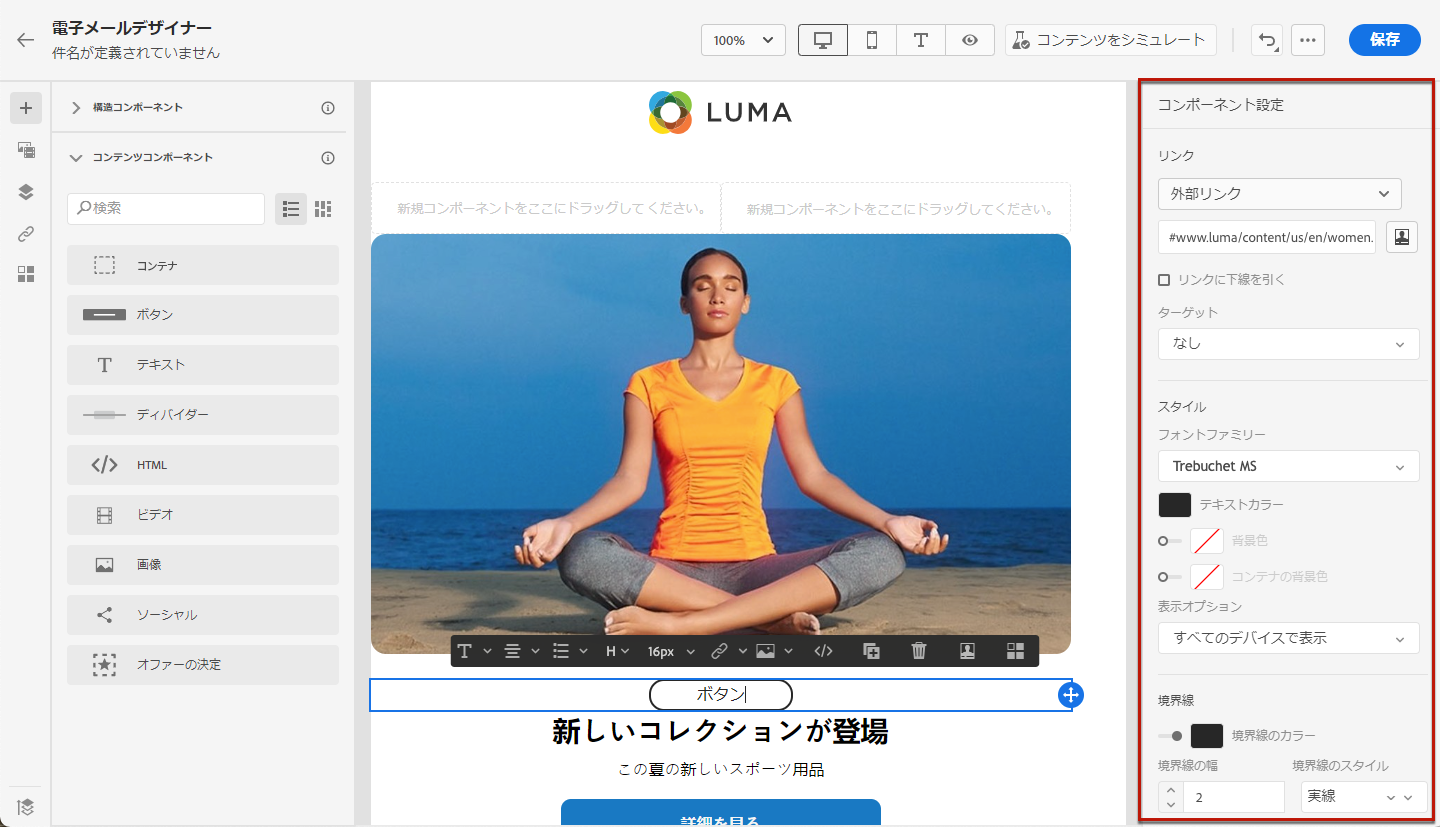 電子メールデザイナー
件名が定義されていません
100%
コンテンツをシミュレート
保存
構造コンポーネント
コンテンツコンポーネント
検索
コンテナ
ボタン
テキスト
ディバイダー
HTML
ビデオ
画像
ソーシャル
オファーの決定
LUMA
新規コンポーネントをここにドラッグしてください。
新規コンポーネントをここにドラッグしてください。
H
16px
ボタン
新しいコレクションが登場
この夏の新しいスポーツ用品
詳細を見る
コンポーネント設定
リンク
外部リンク
#www.luma/content/us/en/women.
リンクに下線を引く
ターゲット
なし
スタイル
フォントファミリー
Trebuchet MS
テキストカラー
背景色
コンテナの背景色
表示オプション
すべてのデバイスで表示
境界線
境界線のカラー
境界線の幅
境界線のスタイル
2
実線